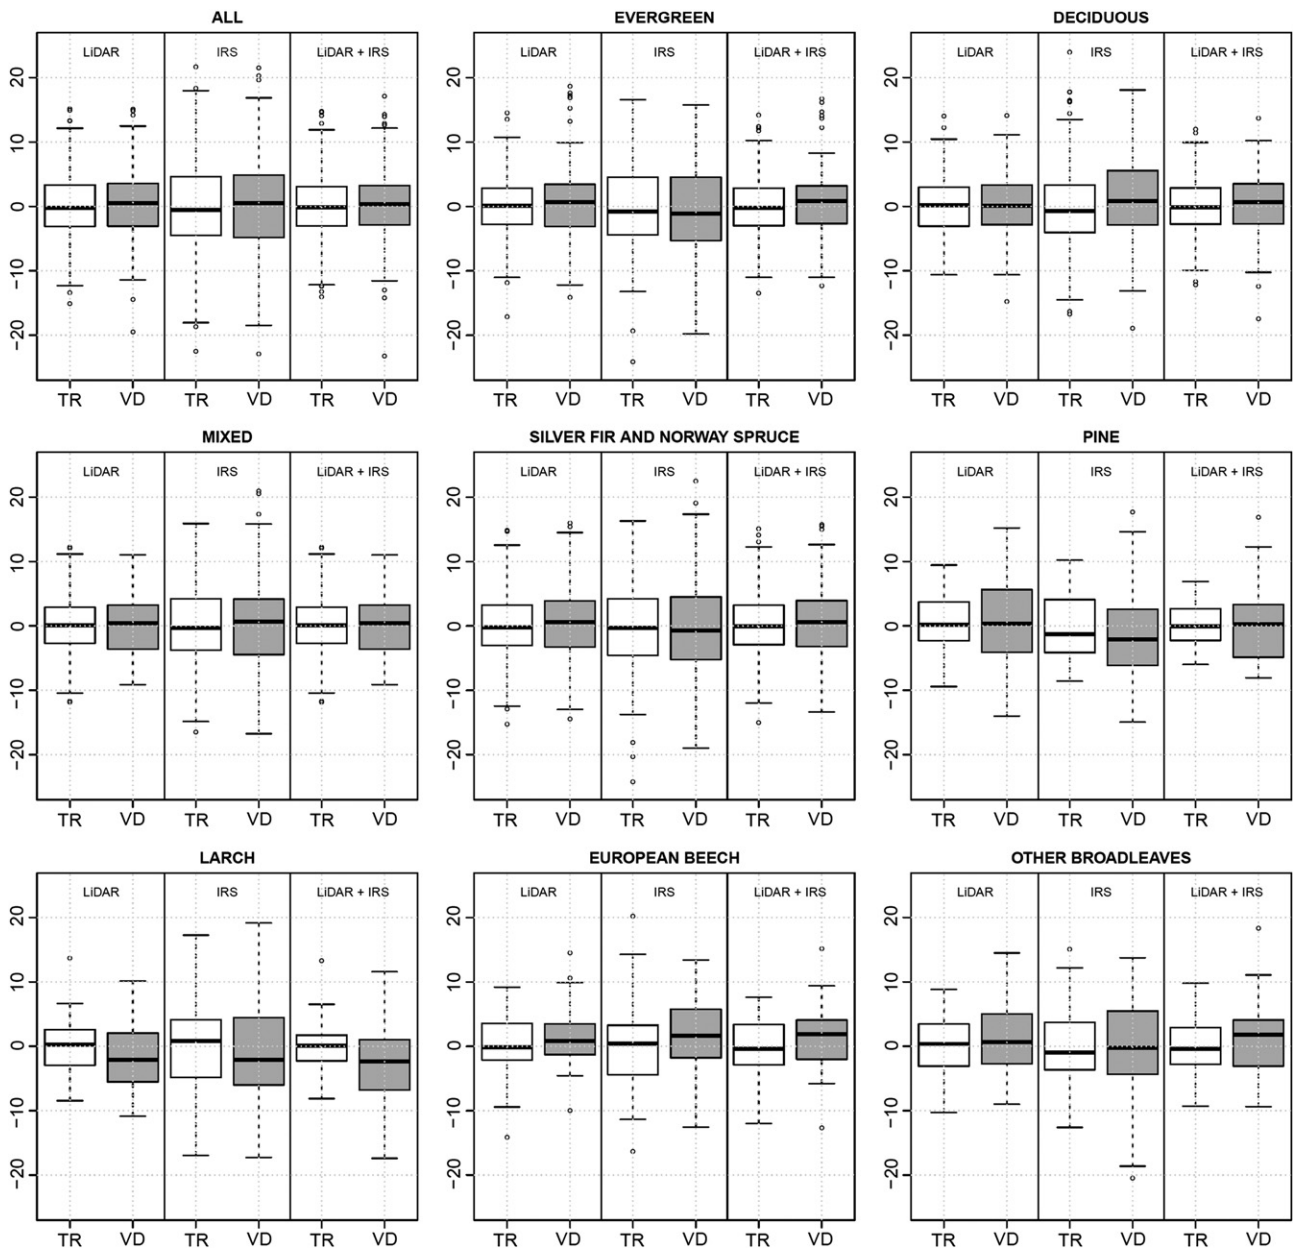 ALL EVERGREEN DECIDUOUS
LiDAR IRS LiDAR + IRS LiDAR IRS LiDAR + IRS LiDAR IRS LiDAR + IRS
20 20 20
10 10 10
0 0 0
−10 −10 −10
−20 −20 −20
TR VD TR VD TR VD TR VD TR VD TR VD TR VD TR VD TR VD
MIXED SILVER FIR AND NORWAY SPRUCE PINE
LiDAR IRS LiDAR + IRS LiDAR IRS LiDAR + IRS LiDAR IRS LiDAR + IRS
20 20 20
10 10 10
0 0 0
−10 −10 −10
−20 −20 −20
TR VD TR VD TR VD TR VD TR VD TR VD TR VD TR VD TR VD
LARCH EUROPEAN BEECH OTHER BROADLEAVES
LiDAR IRS LiDAR + IRS LiDAR IRS LiDAR + IRS LiDAR IRS LiDAR + IRS
20 20 20
10 10 10
0 0 0
−10 −10 −10
−20 −20 −20
TR VD TR VD TR VD TR VD TR VD TR VD TR VD TR VD TR VD